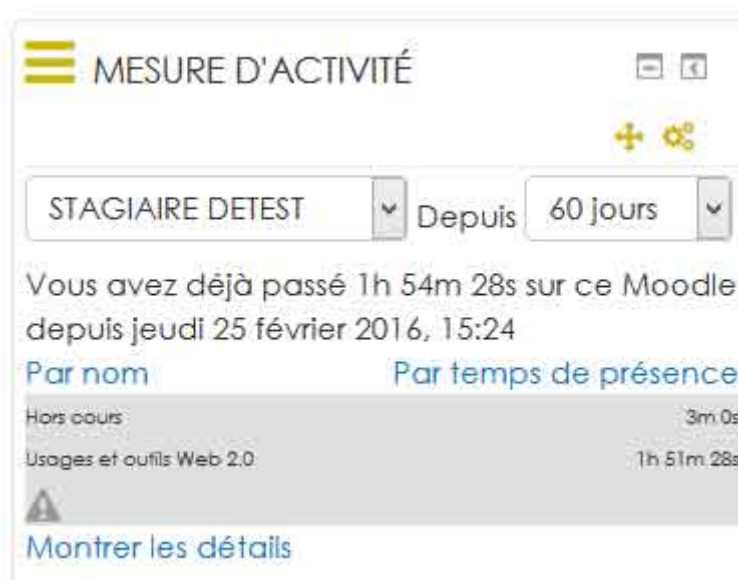 MESURE D'ACTIVITÉ
STAGIAIRE DETEST Depuis 60 jours
Vous avez déjà passé 1h 54m 28s sur ce Moodle
depuis jeudi 25 février 2016, 15:24
Par nom Par temps de présence
Hors cours 3m 0s
Usages et outils Web 2.0 1h 51m 28s
Montrer les détails